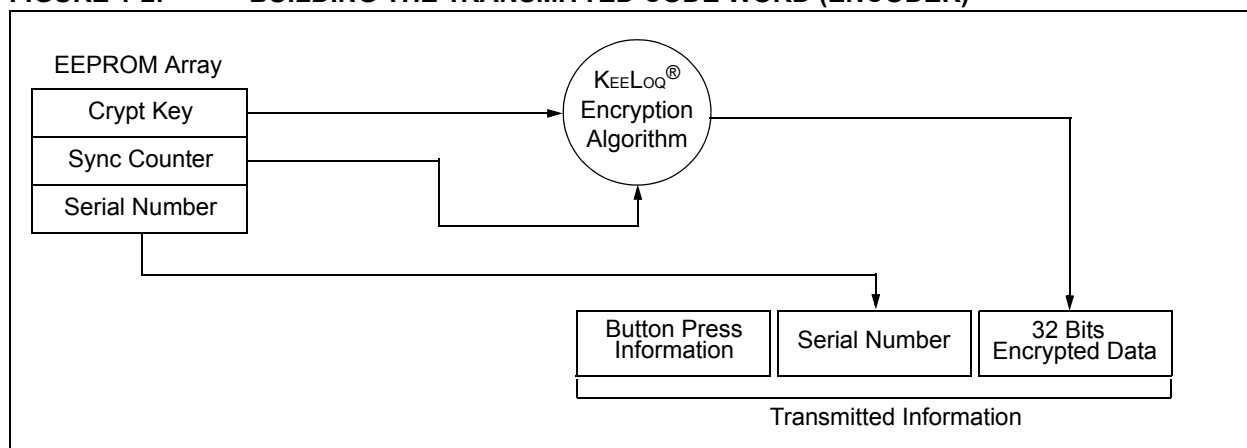 FIGURE 1-2: BUILDING THE TRANSMITTED CODE WORD (ENCODER)
EEPROM Array
Crypt Key
Sync Counter
Serial Number
KEELOQ®
Encryption
Algorithm
Button Press
Information
Serial Number
32 Bits
Encrypted Data
Transmitted Information